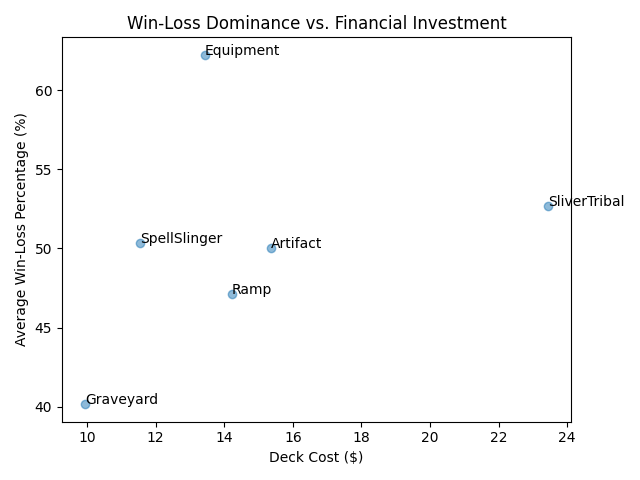 Win-Loss Dominance vs. Financial Investment
Average Win-Loss Percentage (%)
60
55
50
45
40
Equipment
SliverTribal
SpellSlinger
Artifact
Ramp
Graveyard
10 12 14 16 18 20 22 24
Deck Cost ($)